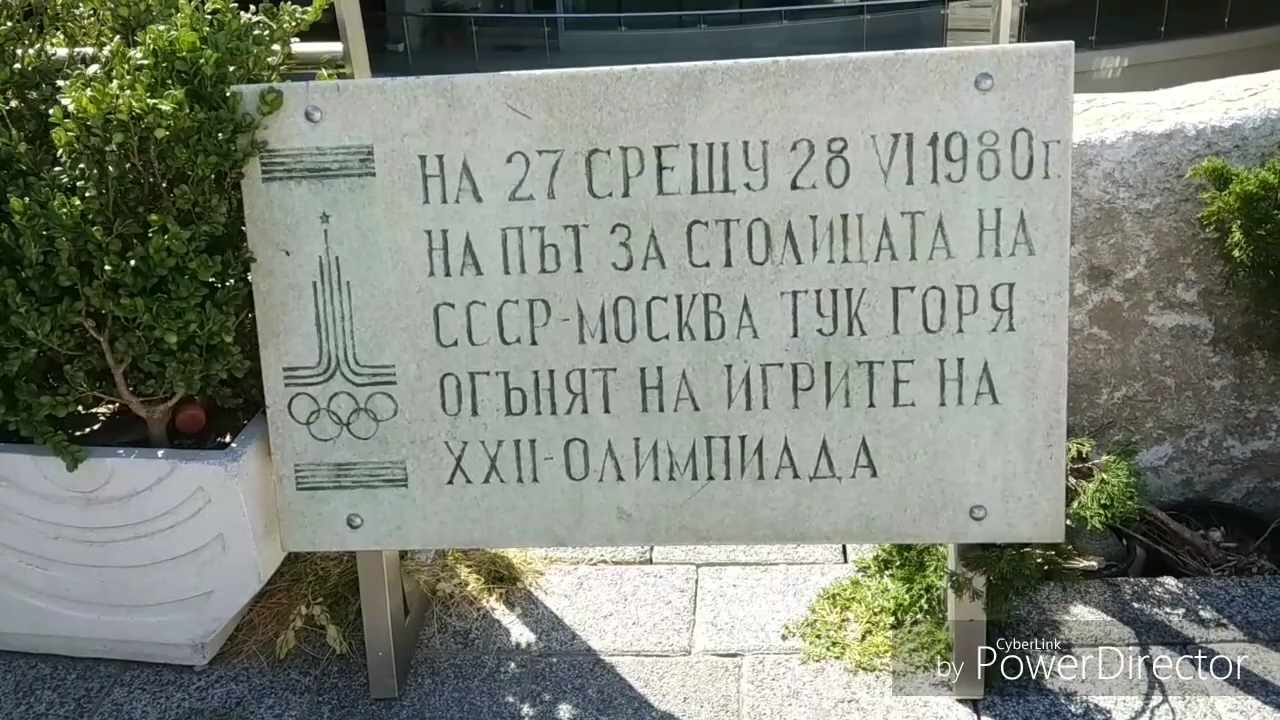 НА 27 СРЕЩУ 28 VI 1980г.
НА ПЪТ ЗА СТОЛИЦАТА НА
СССР-МОСКВА ТУК ГОРЯ
ОГЪНЯТ НА ИГРИТЕ НА
XXII-ОЛИМПИАДА
CyberLink
by PowerDirector